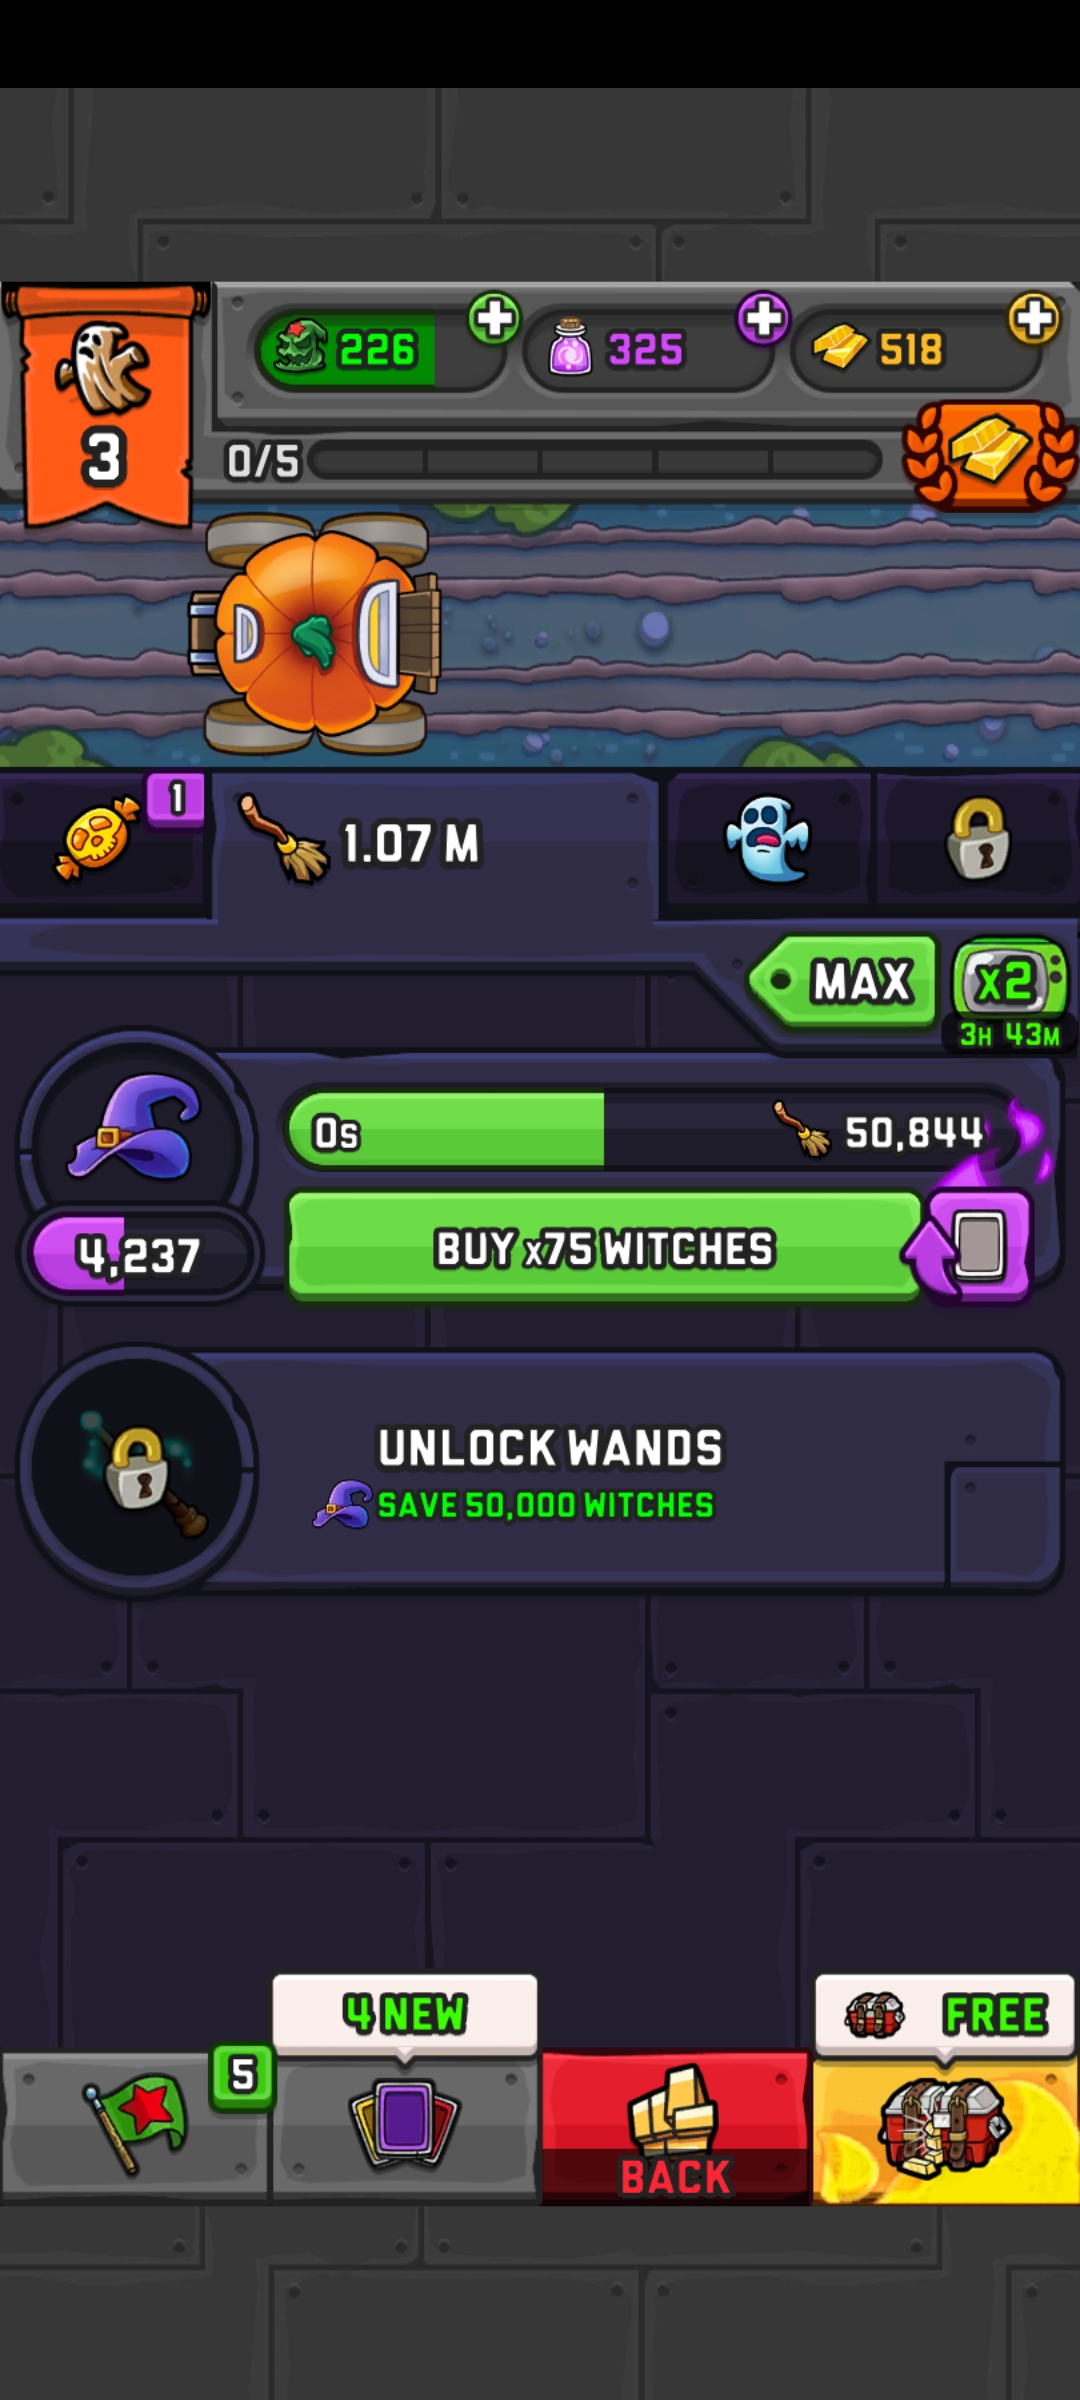 226
325
518
3
0/5
1
1.07 M
MAX
x2
3H 43M
0s
50,844
4,237
BUY x75 WITCHES
UNLOCK WANDS
SAVE 50,000 WITCHES
4 NEW
FREE
5
BACK